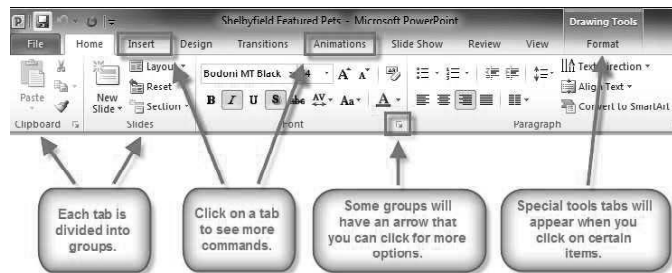 Shelbyfield Featured Pets - Microsoft PowerPoint
Drawing Tools
File Home Insert Design Transitions Animations Slide Show Review View Format
Paste
New
Slide
Layout
Reset
Section
Bodoni MT Black
B I U S abc AV Aa A
Text Direction
Align Text
Convert to SmartArt
Clipboard Slides Font Paragraph
Each tab is
divided into
groups.
Click on a tab
to see more
commands.
Some groups will
have an arrow that
you can click for more
options.
Special tools tabs will
appear when you
click on certain
items.